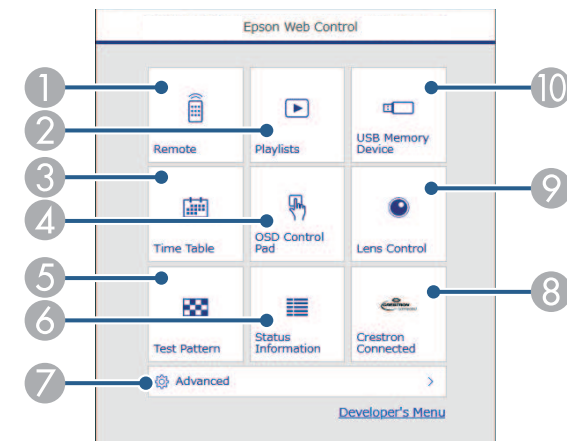 Epson Web Control
1
2
3
4
5
6
7
8
9
10
Remote
Playlists
USB Memory
Device
Time Table
OSD Control
Pad
Lens Control
Test Pattern
Status
Information
Crestron
Connected
CRESTRON
Advanced
Developer's Menu